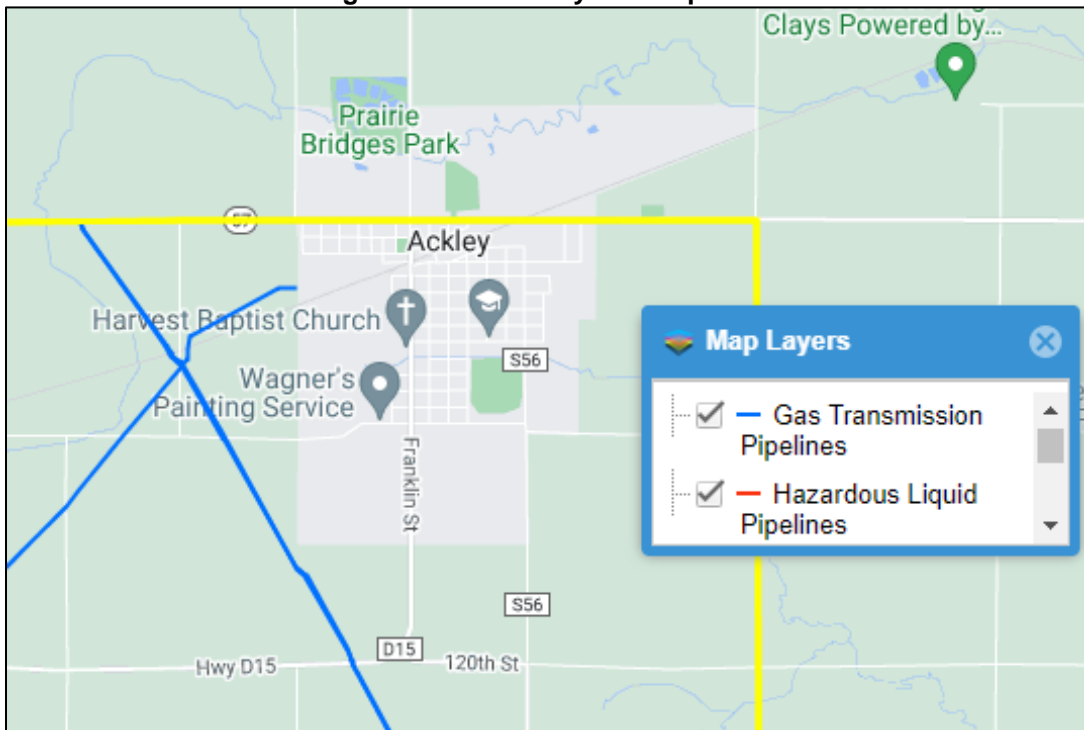 Clays Powered by...
Prairie
Bridges Park
57
Ackley
Harvest Baptist Church
S56
Wagner's
Painting Service
Franklin St
Map Layers
Gas Transmission
Pipelines
Hazardous Liquid
Pipelines
S56
D15
Hwy D15
120th St